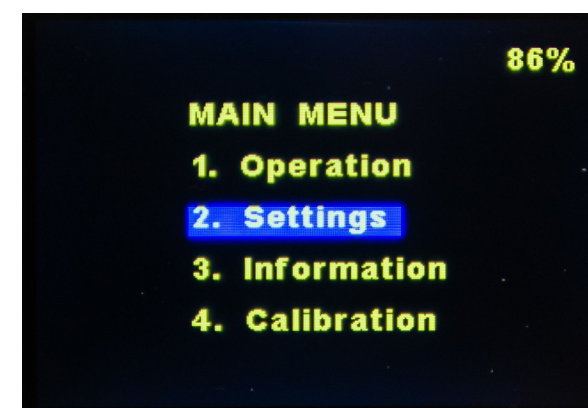 86%
MAIN MENU
1. Operation
2. Settings
3. Information
4. Calibration